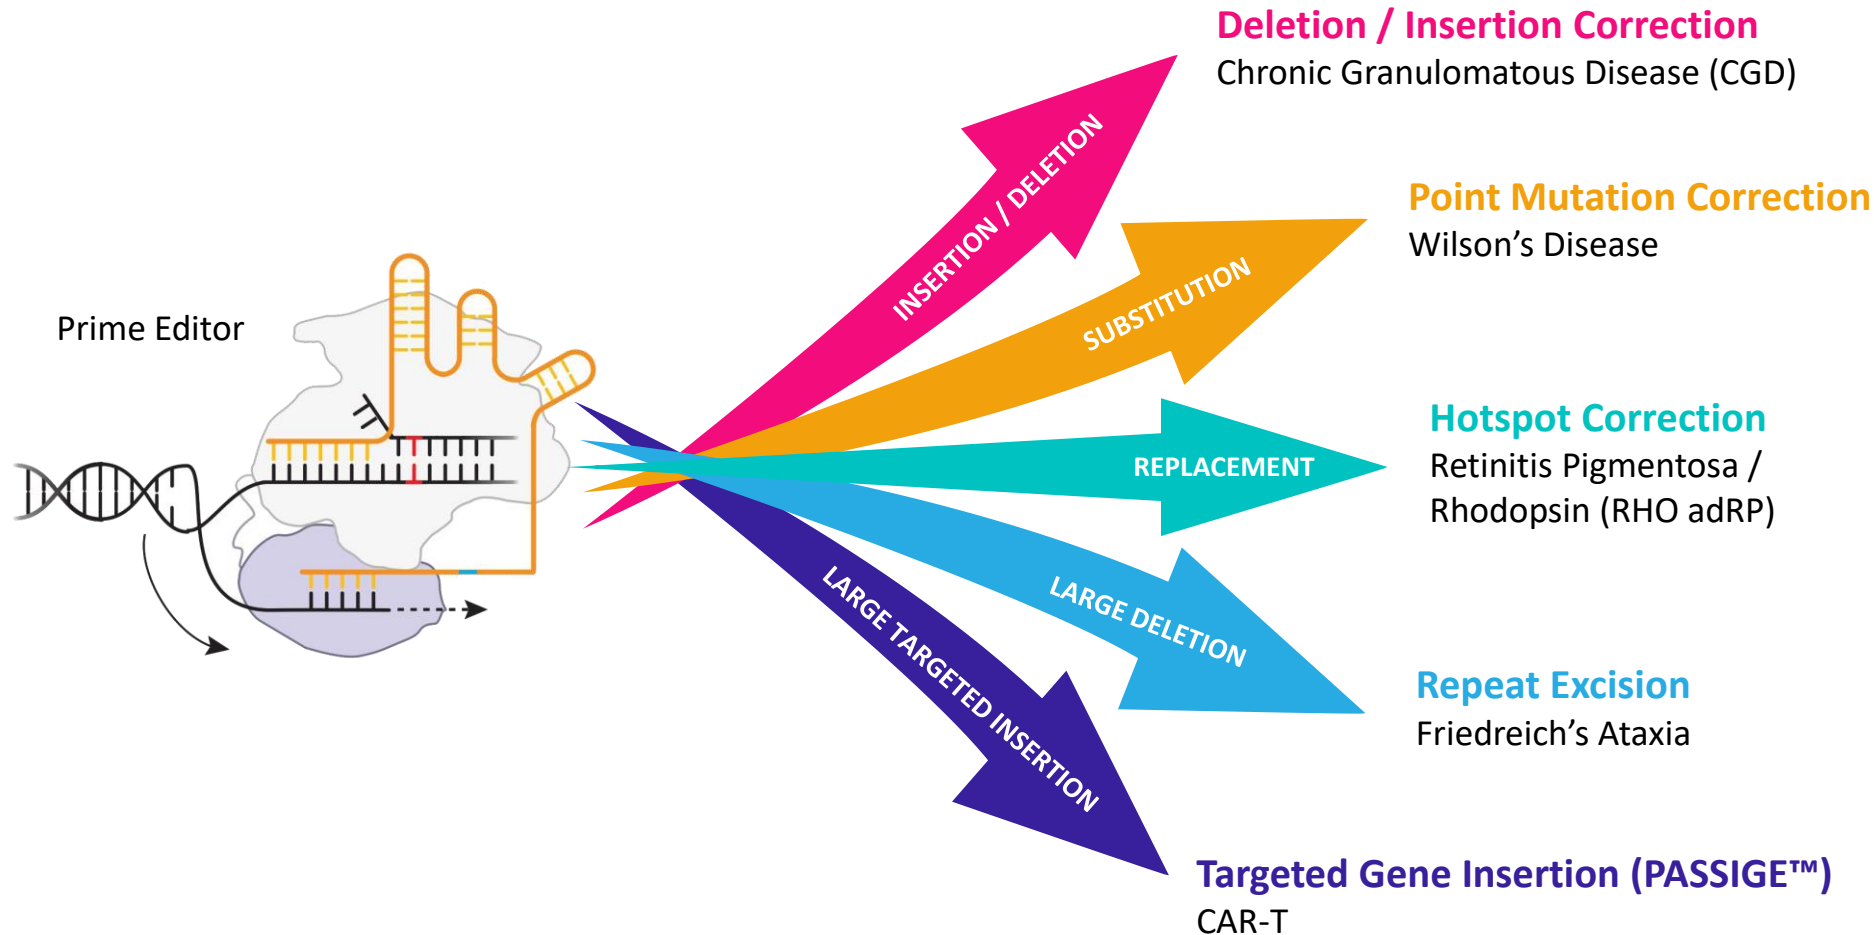 Deletion / Insertion Correction
Chronic Granulomatous Disease (CGD)
INSERTION / DELETION
Point Mutation Correction
Wilson’s Disease
SUBSTITUTION
Prime Editor
Hotspot Correction
Retinitis Pigmentosa /
Rhodopsin (RHO adRP)
REPLACEMENT
LARGE DELETION
Repeat Excision
Friedreich’s Ataxia
LARGE TARGETED INSERTION
Targeted Gene Insertion (PASSIGE™)
CAR-T